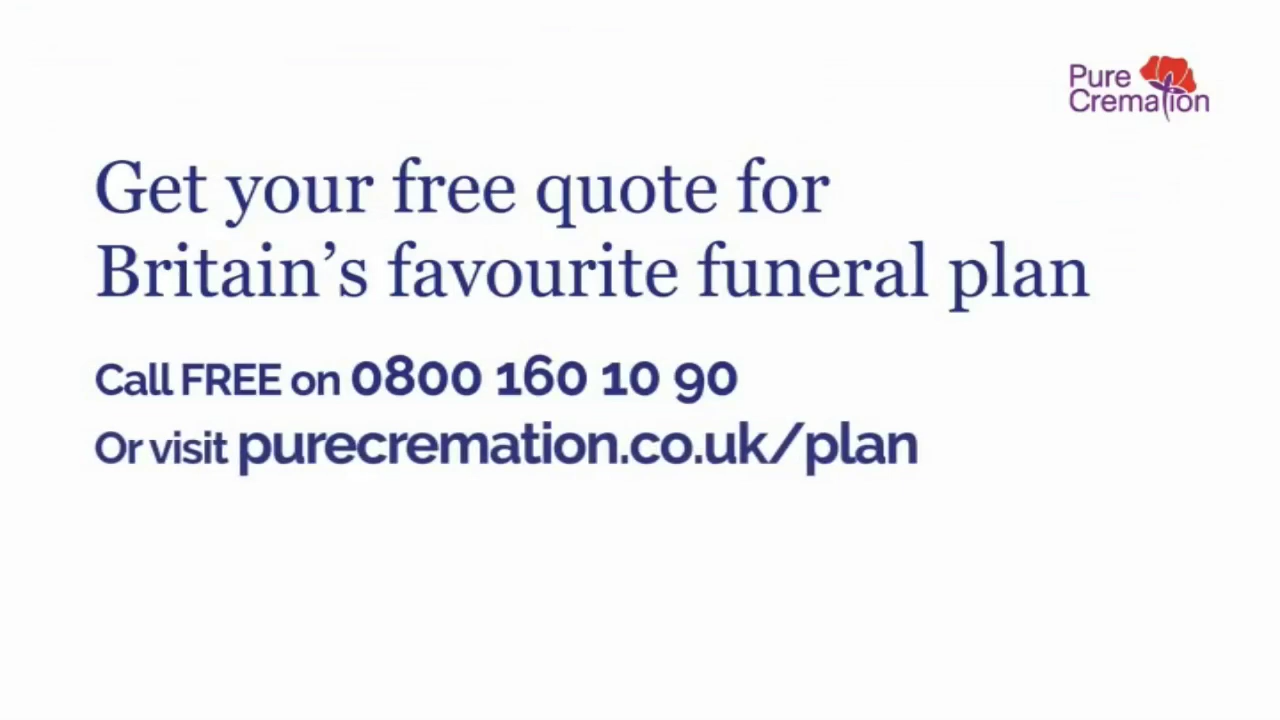 Pure
Cremation
Get your free quote for
Britain’s favourite funeral plan
Call FREE on 0800 160 10 90
Or visit purecremation.co.uk/plan